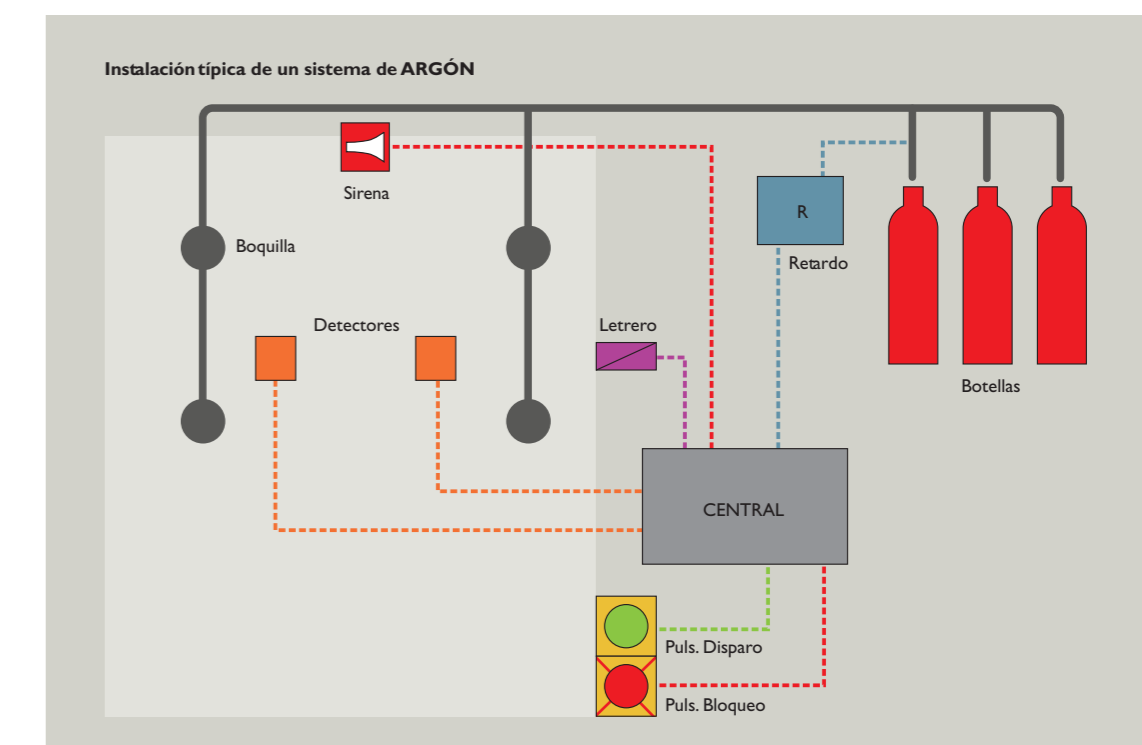 Instalación típica de un sistema de ARGÓN
Sirena
R
Boquilla
Retardo
Detectores
Letrero
Botellas
CENTRAL
Puls. Disparo
Puls. Bloqueo